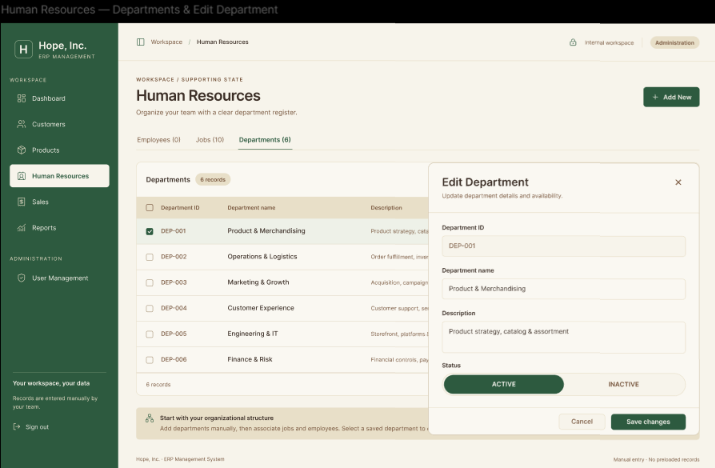 Human Resources — Departments & Edit Department
H
Hope, Inc.
ERP MANAGEMENT
WORKSPACE
Dashboard
Customers
Products
Human Resources
Sales
Reports
ADMINISTRATION
User Management
Your workspace, your data
Records are entered manually by
your team.
Sign out
Workspace / Human Resources
Internal workspace
Administration
WORKSPACE / SUPPORTING STATE
Human Resources
Organize your team with a clear department register.
+ Add New
Employees (0) Jobs (10) Departments (6)
Departments 6 records
Department ID Department name Description
DEP-001 Product & Merchandising Product strategy, cata
DEP-002 Operations & Logistics Order fulfillment, inver
DEP-003 Marketing & Growth Acquisition, campaign
DEP-004 Customer Experience Customer support, se
DEP-005 Engineering & IT Storefront, platforms
DEP-006 Finance & Risk Financial controls, pay
6 records
Start with your organizational structure
Add departments manually, then associate jobs and employees. Select a saved department to
Edit Department
Update department details and availability.
Department ID
DEP-001
Department name
Product & Merchandising
Description
Product strategy, catalog & assortment
Status
ACTIVE INACTIVE
Cancel Save changes
Hope, Inc. · ERP Management System
Manual entry · No preloaded records